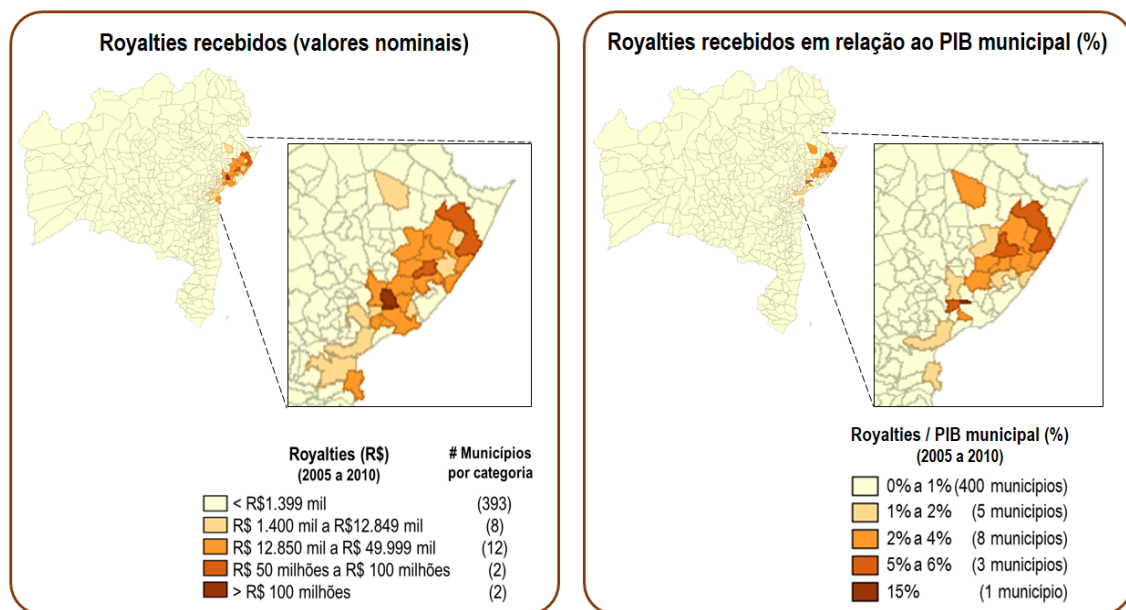 Royalties recebidos (valores nominais)
Royalties (R$)
(2005 a 2010)
# Municípios
por categoria
< R$1.399 mil (393)
R$ 1.400 mil a R$12.849 mil (8)
R$ 12.850 mil a R$ 49.999 mil (12)
R$ 50 milhões a R$ 100 milhões (2)
> R$ 100 milhões (2)
Royalties recebidos em relação ao PIB municipal (%)
Royalties / PIB municipal (%)
(2005 a 2010)
0% a 1% (400 municípios)
1% a 2% (5 municípios)
2% a 4% (8 municípios)
5% a 6% (3 municípios)
15% (1 município)